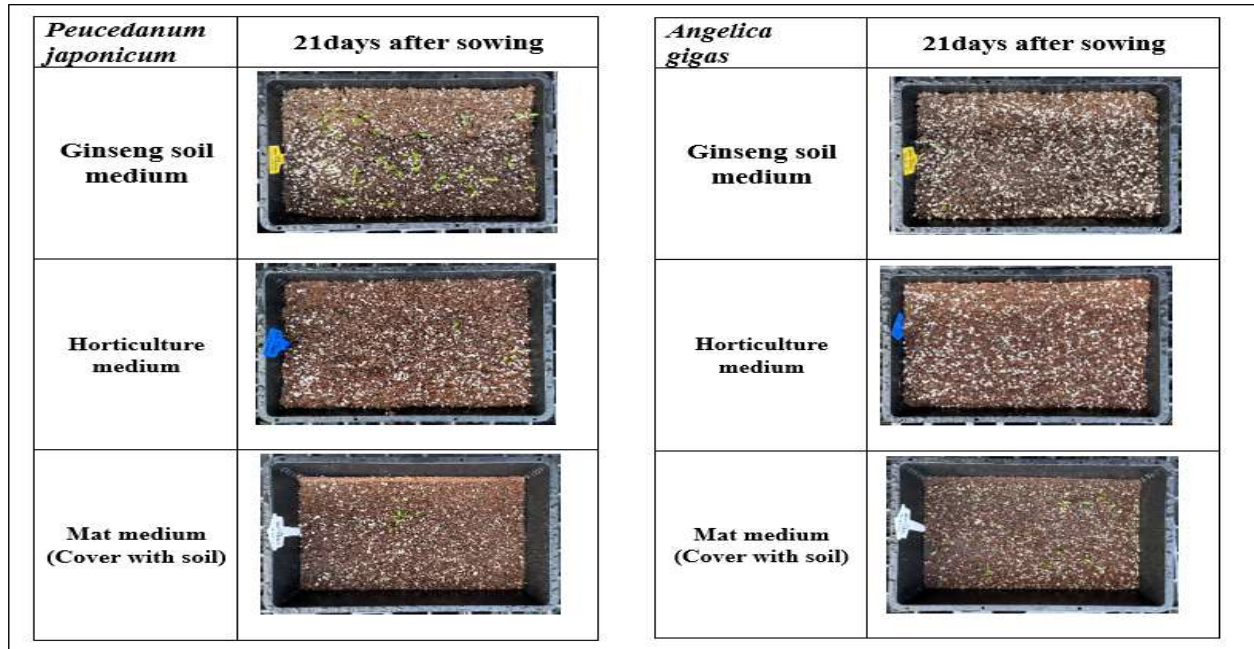 Peucedanum
japonicum
21days after sowing
Ginseng soil
medium
Horticulture
medium
Mat medium
(Cover with soil)
Angelica
gigas
21days after sowing
Ginseng soil
medium
Horticulture
medium
Mat medium
(Cover with soil)